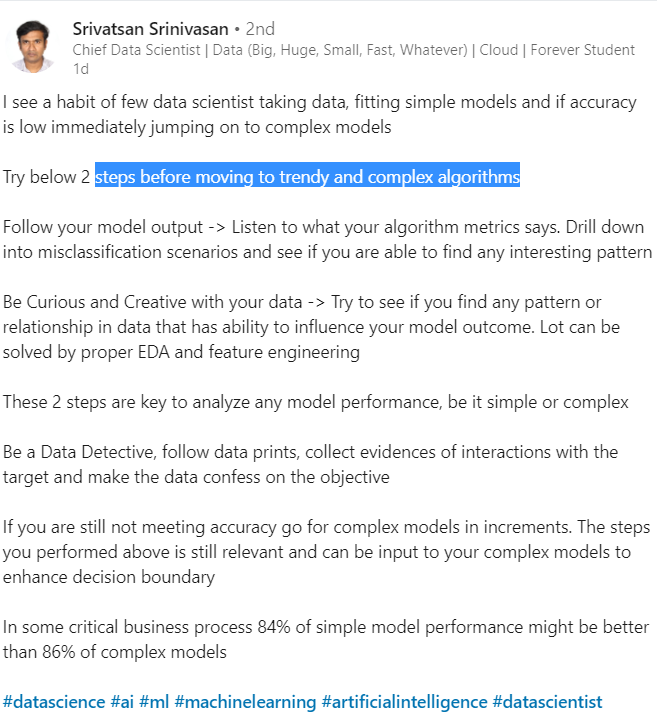 Srivatsan Srinivasan • 2nd
Chief Data Scientist | Data (Big, Huge, Small, Fast, Whatever) | Cloud | Forever Student
1d
I see a habit of few data scientist taking data, fitting simple models and if accuracy
is low immediately jumping on to complex models
Try below 2 steps before moving to trendy and complex algorithms
Follow your model output -> Listen to what your algorithm metrics says. Drill down
into misclassification scenarios and see if you are able to find any interesting pattern
Be Curious and Creative with your data -> Try to see if you find any pattern or
relationship in data that has ability to influence your model outcome. Lot can be
solved by proper EDA and feature engineering
These 2 steps are key to analyze any model performance, be it simple or complex
Be a Data Detective, follow data prints, collect evidences of interactions with the
target and make the data confess on the objective
If you are still not meeting accuracy go for complex models in increments. The steps
you performed above is still relevant and can be input to your complex models to
enhance decision boundary
In some critical business process 84% of simple model performance might be better
than 86% of complex models
#datascience #ai #ml #machinelearning #artificialintelligence #datascientist